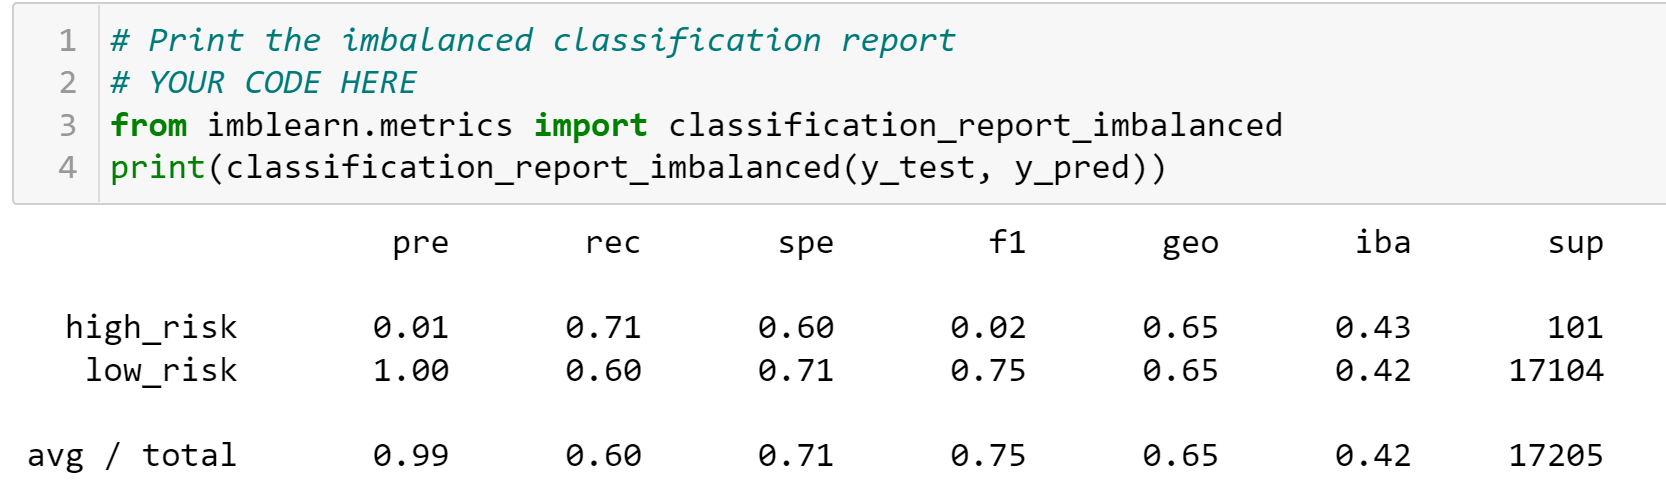 1 # Print the imbalanced classification report
2 # YOUR CODE HERE
3 from imblearn.metrics import classification_report_imbalanced
4 print(classification_report_imbalanced(y_test, y_pred))
pre rec spe f1 geo iba sup
high_risk 0.01 0.71 0.60 0.02 0.65 0.43 101
low_risk 1.00 0.60 0.71 0.75 0.65 0.42 17104
avg / total 0.99 0.60 0.71 0.75 0.65 0.42 17205